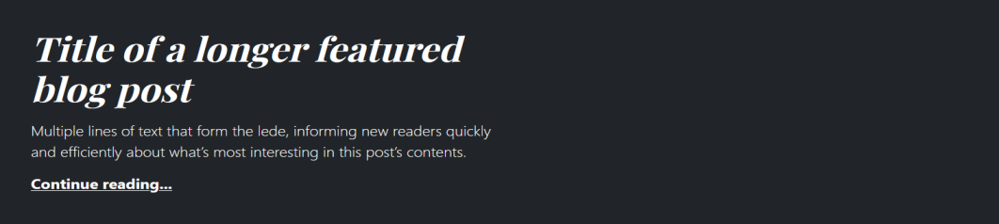 Title of a longer featured
blog post
Multiple lines of text that form the lede, informing new readers quickly
and efficiently about what’s most interesting in this post’s contents.
Continue reading...